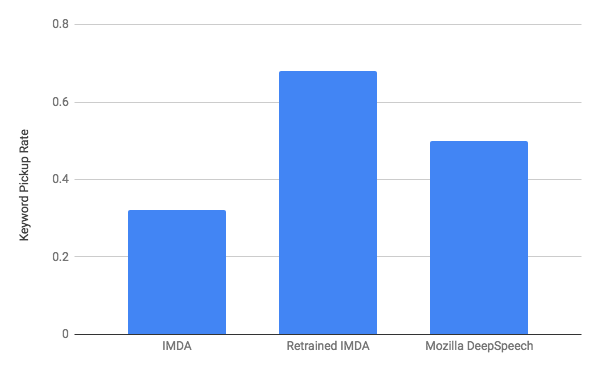 Keyword Pickup Rate
0.8
0.6
0.4
0.2
0
IMDA
Retrained IMDA
Mozilla DeepSpeech